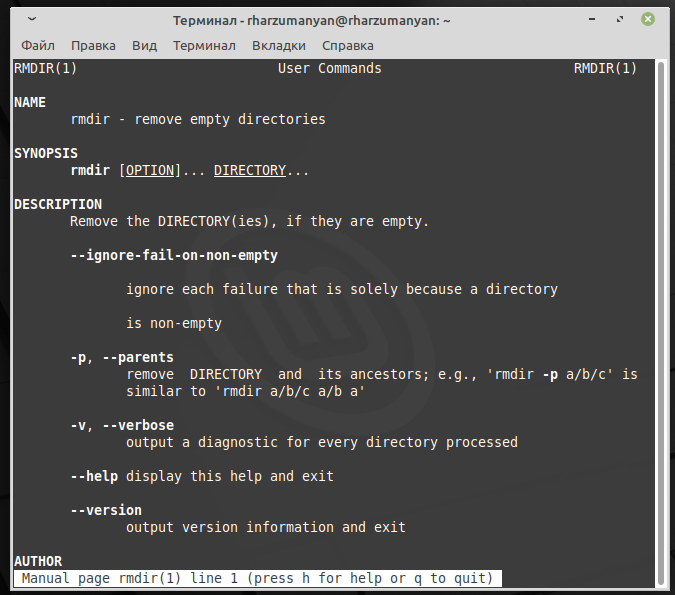 Терминал - rharzumanyan@rharzumanyan: ~
Файл Правка Вид Терминал Вкладки Справка
RMDIR(1) User Commands RMDIR(1)
NAME
rmdir - remove empty directories
SYNOPSIS
rmdir [OPTION]... DIRECTORY...
DESCRIPTION
Remove the DIRECTORY(ies), if they are empty.
--ignore-fail-on-non-empty
ignore each failure that is solely because a directory
is non-empty
-p, --parents
remove DIRECTORY and its ancestors; e.g., 'rmdir -p a/b/c' is
similar to 'rmdir a/b/c a/b a'
-v, --verbose
output a diagnostic for every directory processed
--help display this help and exit
--version
output version information and exit
AUTHOR
Manual page rmdir(1) line 1 (press h for help or q to quit)